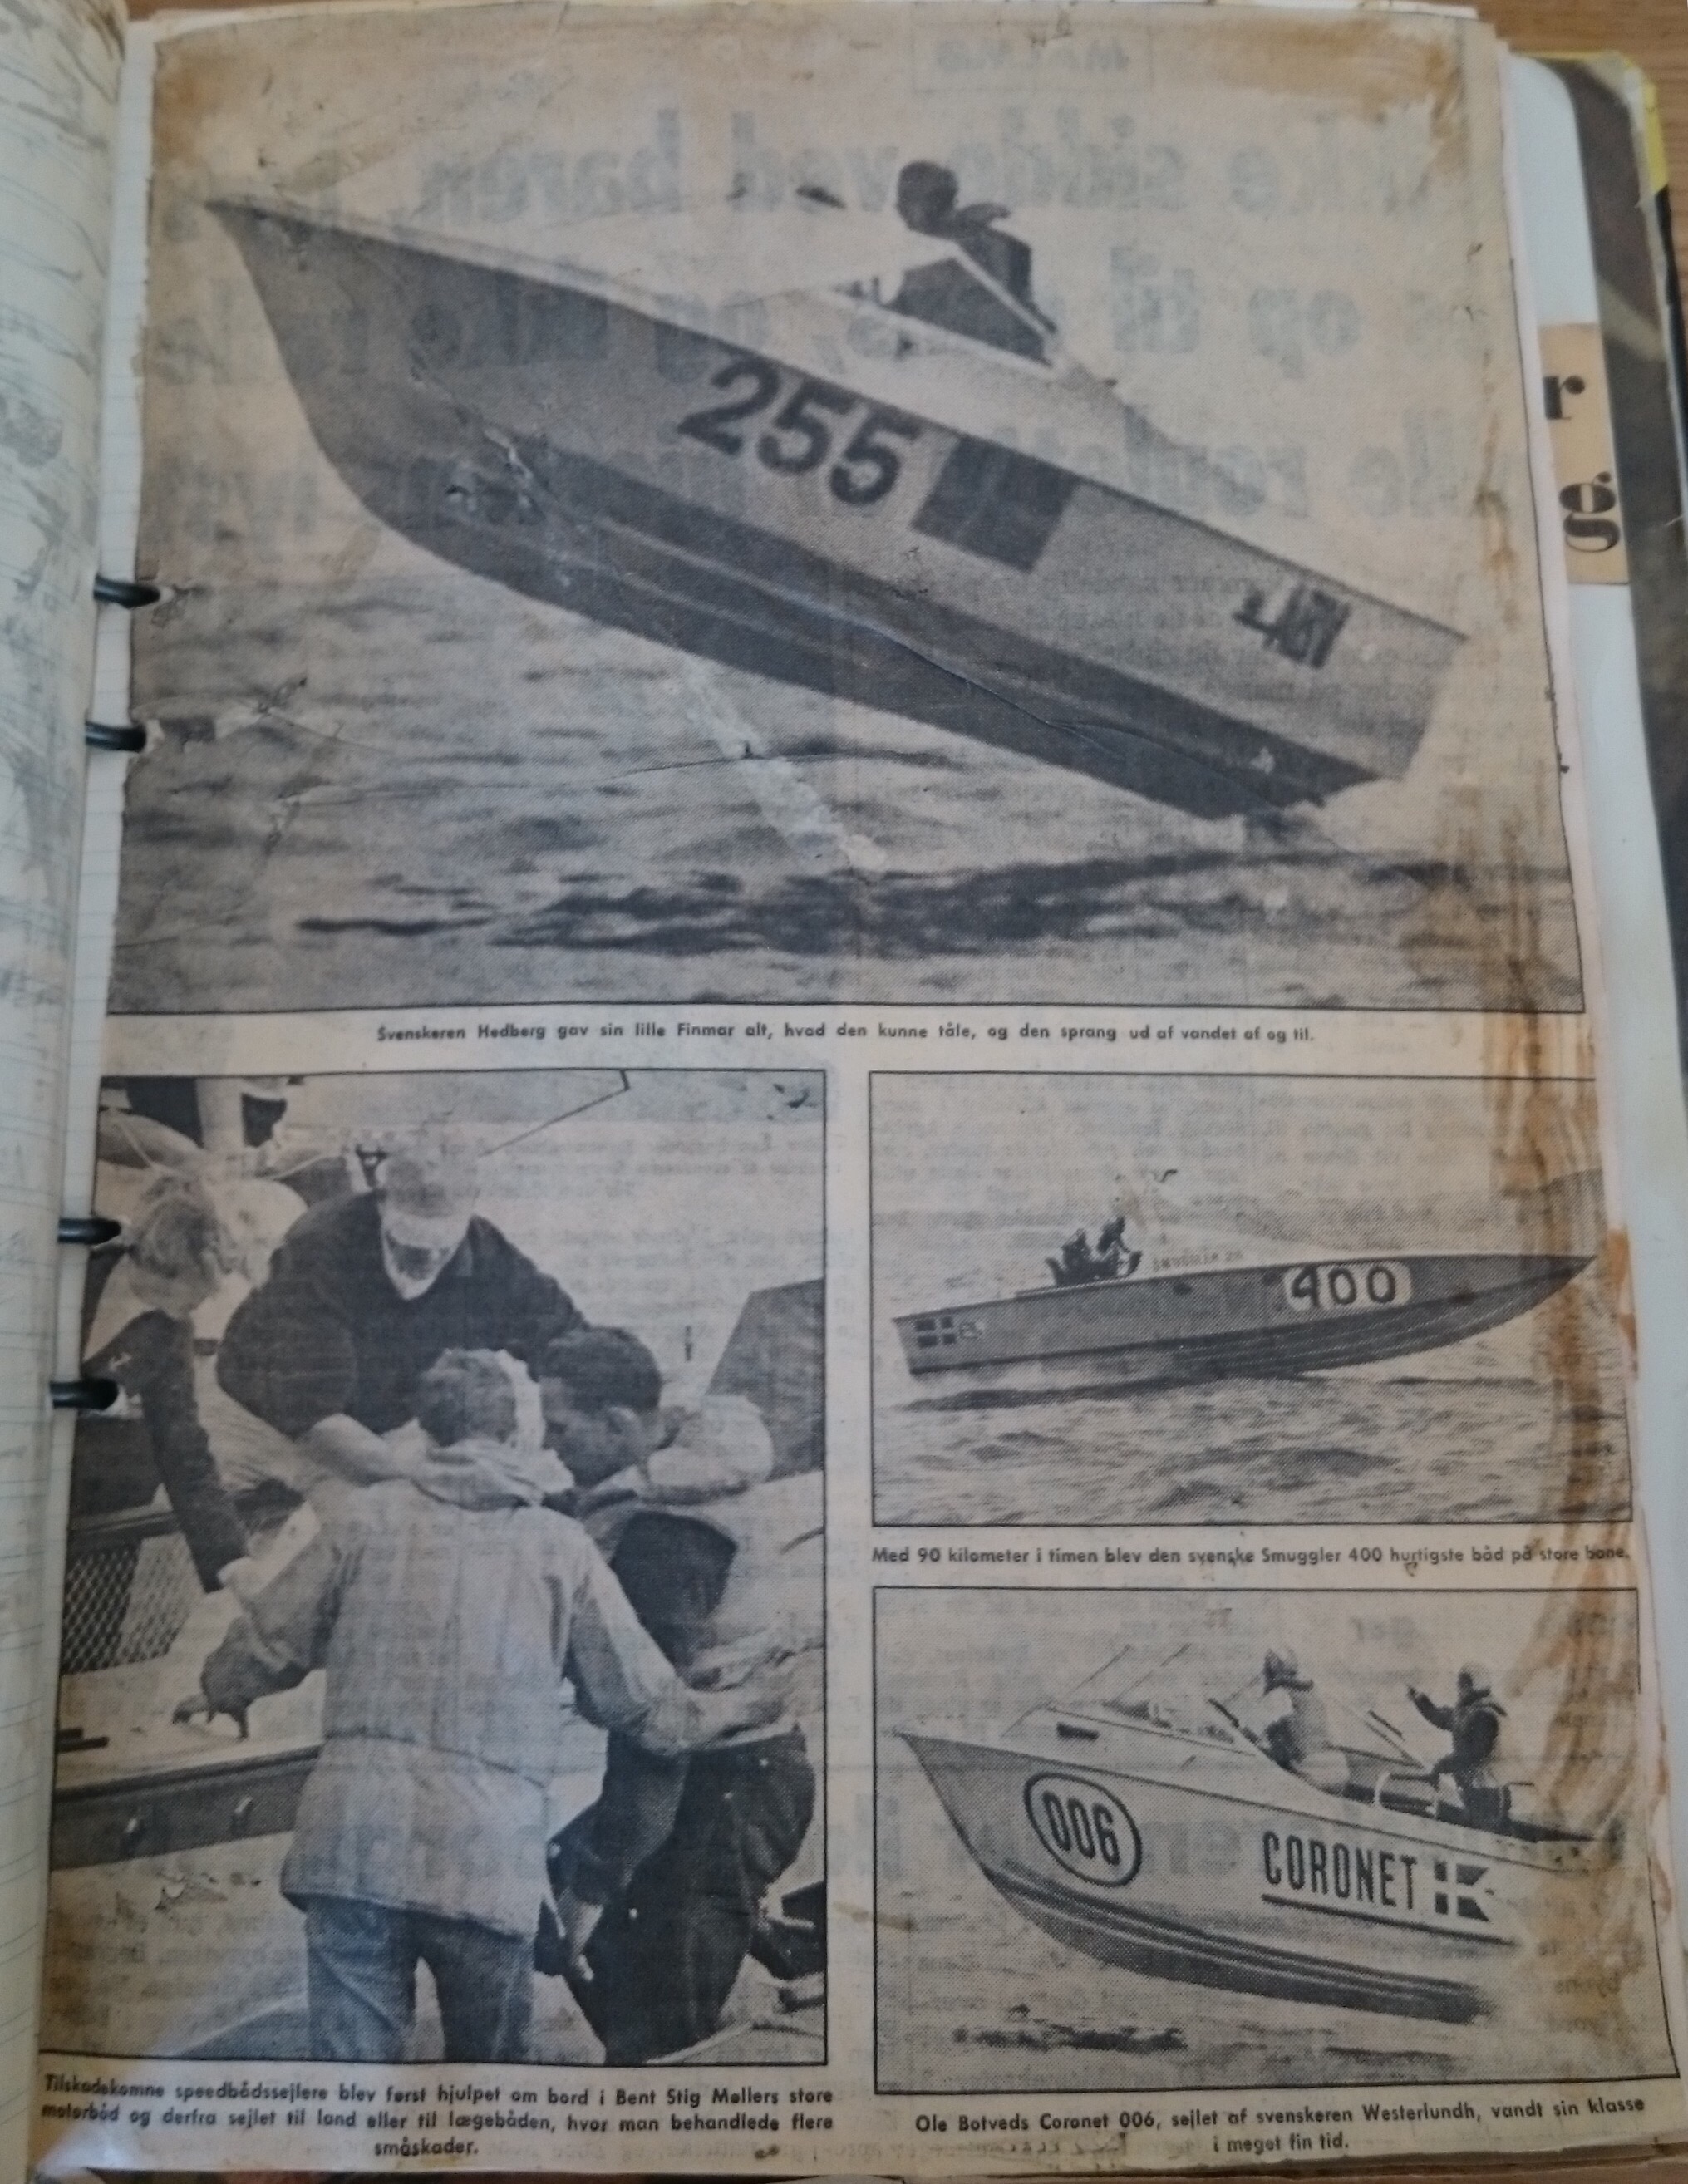 255
Svenskeren Hedberg gav sin lille Finmar alt, hvad den kunne tåle, og den sprang ud af vandet af og til.
SMUGGLER
400
Med 90 kilometer i timen blev den svenske Smuggler 400 hurtigste båd på store bane.
006
CORONET
Tilskadekomne speedbådssejlere blev først hjulpet om bord i Bent Stig Møllers store
motorbåd og derfra sejlet til land eller til lægebåden, hvor man behandlede flere
småskader.
Ole Botveds Coronet 006, sejlet af svenskeren Westerlundh, vandt sin klasse
i meget fin tid.
r
g